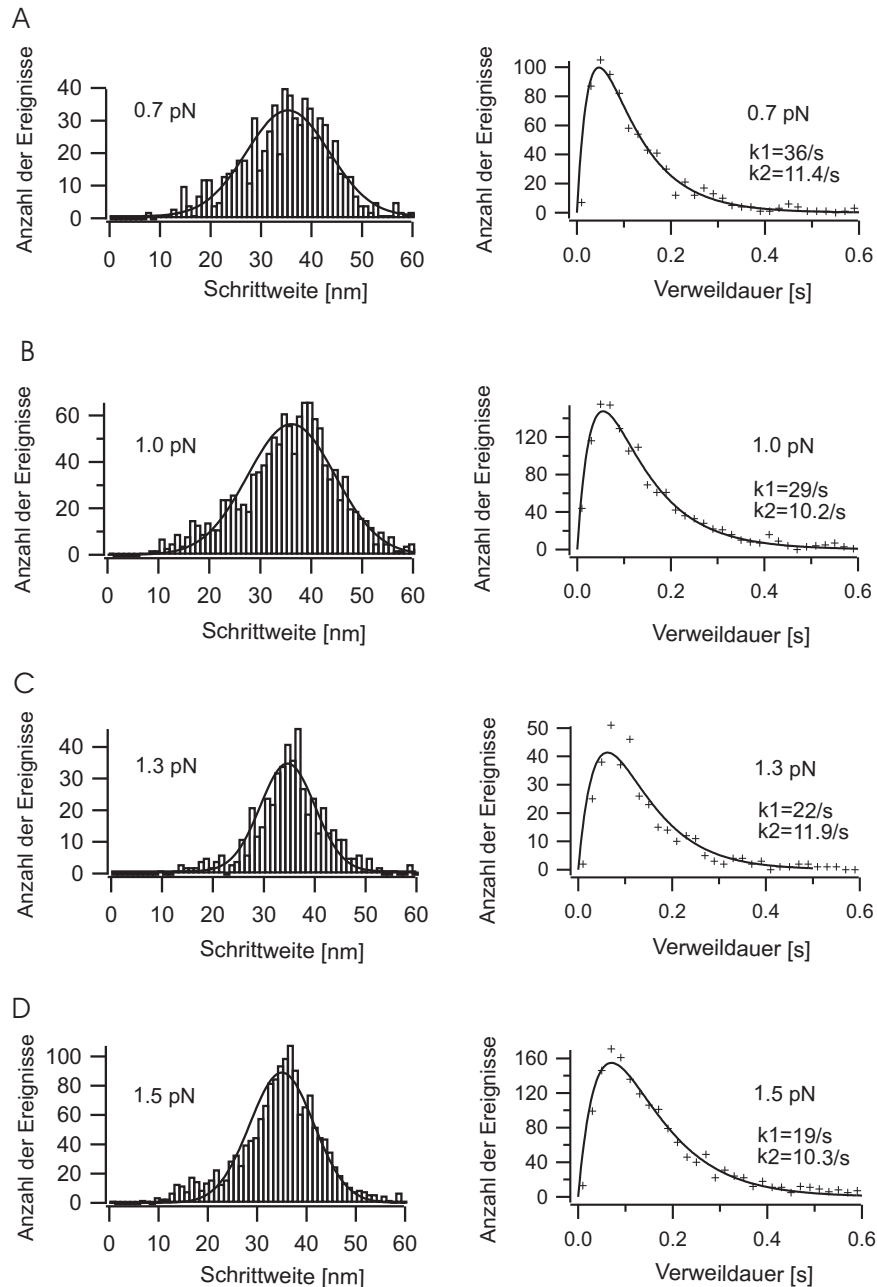 A
Anzahl der Ereignisse
40
30
20
10
0
0.7 pN
0 10 20 30 40 50 60
Schrittweite [nm]
Anzahl der Ereignisse
100
80
60
40
20
0
0.7 pN
k1=36/s
k2=11.4/s
0.0 0.2 0.4 0.6
Verweildauer [s]
B
Anzahl der Ereignisse
60
40
20
0
1.0 pN
0 10 20 30 40 50 60
Schrittweite [nm]
Anzahl der Ereignisse
120
80
40
0
1.0 pN
k1=29/s
k2=10.2/s
0.0 0.2 0.4 0.6
Verweildauer [s]
C
Anzahl der Ereignisse
40
30
20
10
0
1.3 pN
0 10 20 30 40 50 60
Schrittweite [nm]
Anzahl der Ereignisse
50
40
30
20
10
0
1.3 pN
k1=22/s
k2=11.9/s
0.0 0.2 0.4 0.6
Verweildauer [s]
D
Anzahl der Ereignisse
100
80
60
40
20
0
1.5 pN
0 10 20 30 40 50 60
Schrittweite [nm]
Anzahl der Ereignisse
160
120
80
40
0
1.5 pN
k1=19/s
k2=10.3/s
0.0 0.2 0.4 0.6
Verweildauer [s]